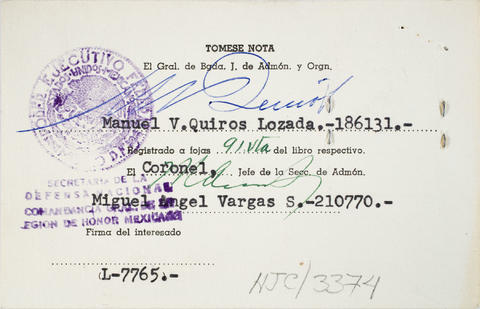 TOMESE NOTA
El Gral. de Bgda. J. de Admón. y Orgn.
Manuel V.Quiros Lozada.-186131.-
Registrado a fojas 91 vta del libro respectivo.
El Coronel. Jefe de la Secc. de Admón.
SECRETARIA DE LA
DEFENSA NACIONAL
COMANDANCIA
LEGION DE HONOR MEXICANA
Miguel Angel Vargas S.-210770.-
Firma del interesado
(L-7765.-
HJC/3374